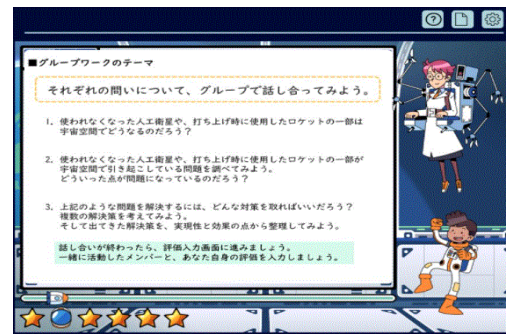 ■グループワークのテーマ
それぞれの問いについて、グループで話し合ってみよう。
1. 使われなくなった人工衛星や、打ち上げ時に使用したロケットの一部は
宇宙空間でどうなるのだろう？
2. 使われなくなった人工衛星や、打ち上げ時に使用したロケットの一部が
宇宙空間で引き起こしている問題を調べてみよう。
どういった点が問題になっているのだろう？
3. 上記のような問題を解決するには、どんな対策を取ればいいだろう？
複数の解決策を考えてみよう。
そして出てきた解決策を、実現性と効果の点から整理してみよう。
話し合いが終わったら、評価入力画面に進みましょう。
一緒に活動したメンバーと、あなた自身の評価を入力しましょう。